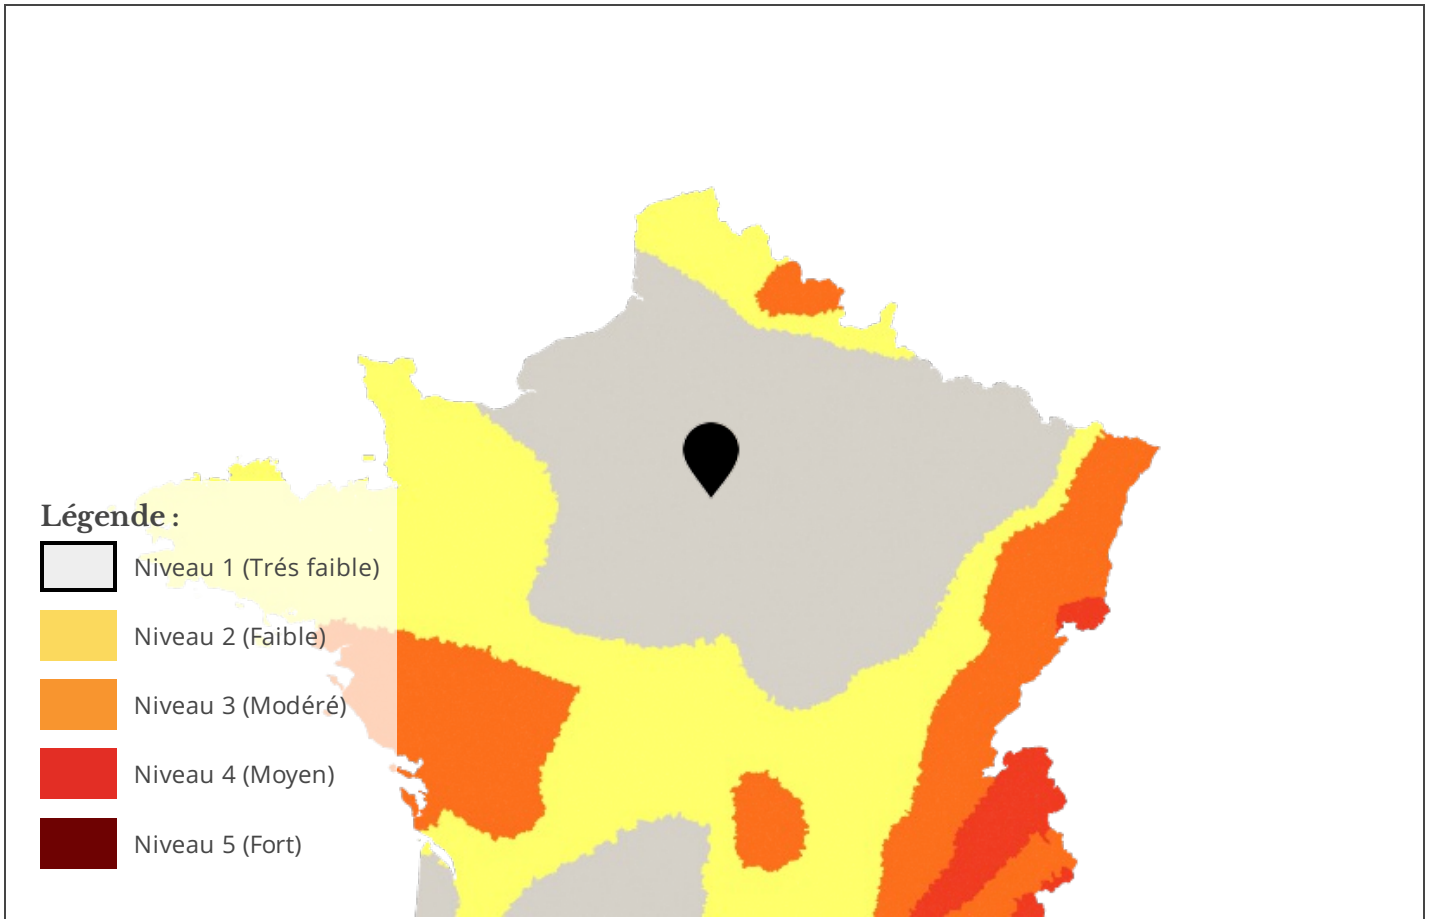 Légende :
Niveau 1 (Trés faible)
Niveau 2 (Faible)
Niveau 3 (Modéré)
Niveau 4 (Moyen)
Niveau 5 (Fort)